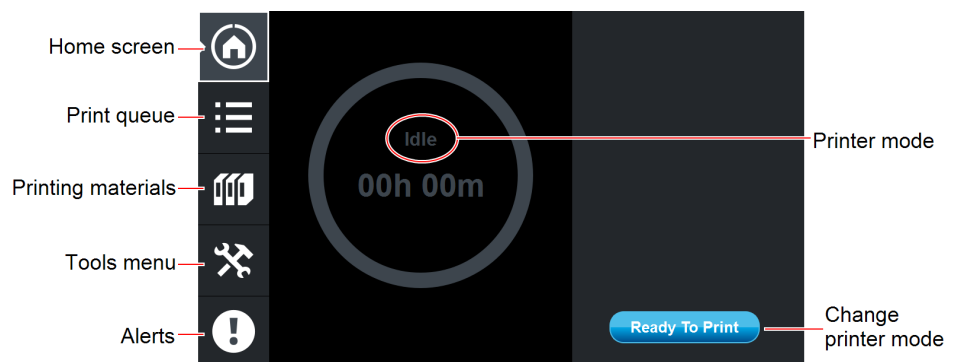 Home screen
Print queue
Printing materials
Tools menu
Alerts
Idle
00h 00m
Printer mode
Ready To Print
Change
printer mode